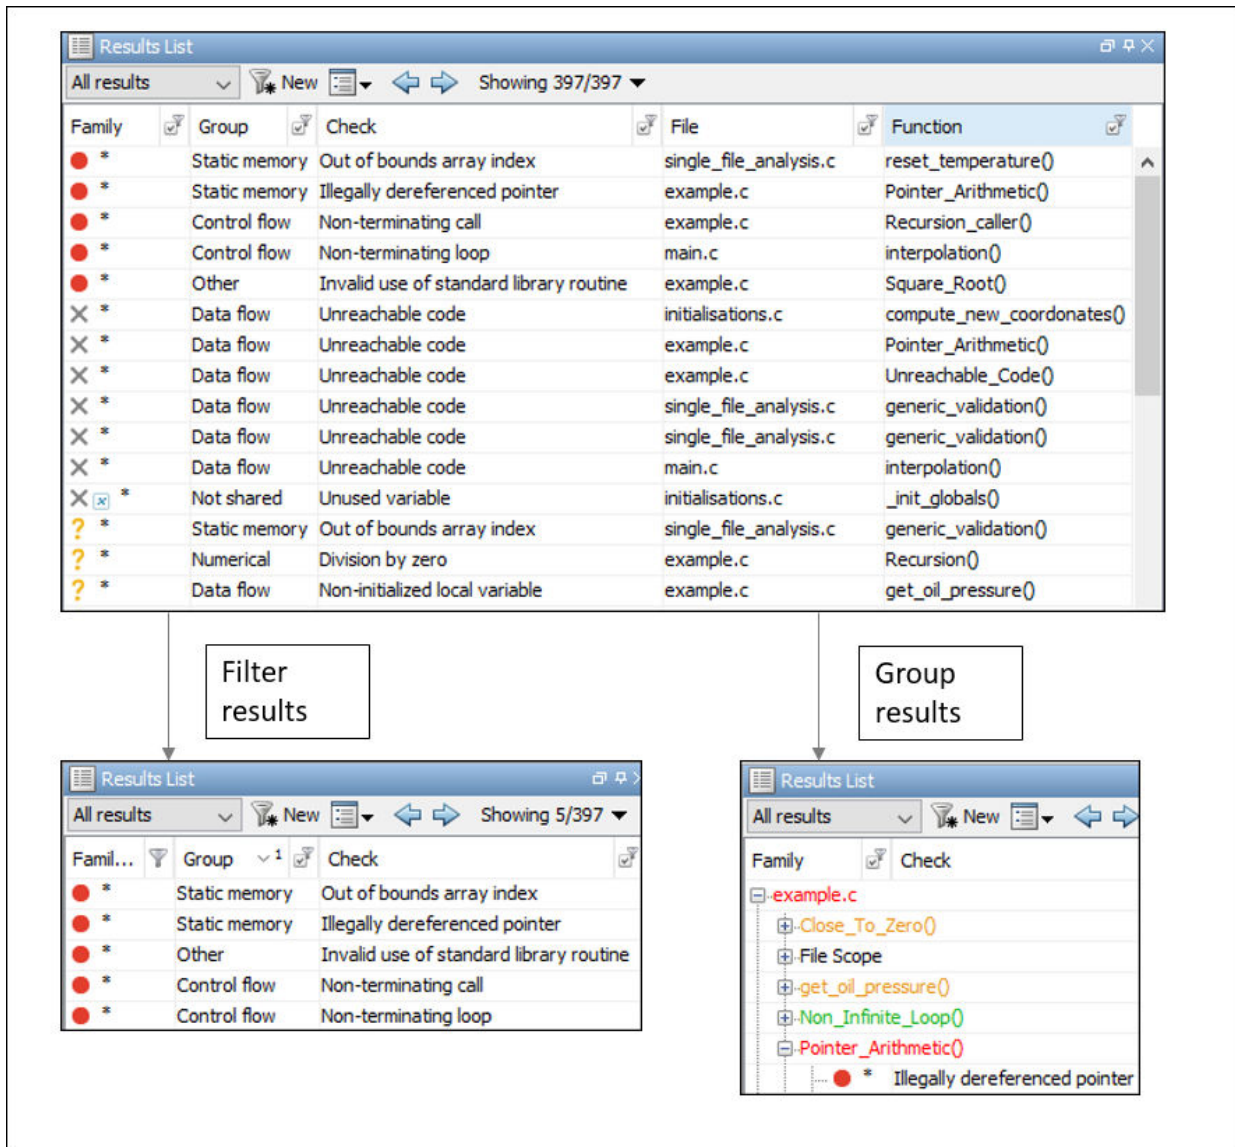 Results List
All results New Showing 397/397
Family Group Check File Function
* Static memory Out of bounds array index single_file_analysis.c reset_temperature()
* Static memory Illegally dereferenced pointer example.c Pointer_Arithmetic()
* Control flow Non-terminating call example.c Recursion_caller()
* Control flow Non-terminating loop main.c interpolation()
* Other Invalid use of standard library routine example.c Square_Root()
* Data flow Unreachable code initialisations.c compute_new_coordonates()
* Data flow Unreachable code example.c Pointer_Arithmetic()
* Data flow Unreachable code example.c Unreachable_Code()
* Data flow Unreachable code single_file_analysis.c generic_validation()
* Data flow Unreachable code single_file_analysis.c generic_validation()
* Data flow Unreachable code main.c interpolation()
* Not shared Unused variable initialisations.c _init_globals()
? * Static memory Out of bounds array index single_file_analysis.c generic_validation()
? * Numerical Division by zero example.c Recursion()
? * Data flow Non-initialized local variable example.c get_oil_pressure()
Filter
results
Group
results
Results List
All results New Showing 5/397
Famil... Group 1 Check
* Static memory Out of bounds array index
* Static memory Illegally dereferenced pointer
* Other Invalid use of standard library routine
* Control flow Non-terminating call
* Control flow Non-terminating loop
Results List
All results New
Family Check
example.c
Close_To_Zero()
File Scope
get_oil_pressure()
Non_Infinite_Loop()
Pointer_Arithmetic()
* Illegally dereferenced pointer